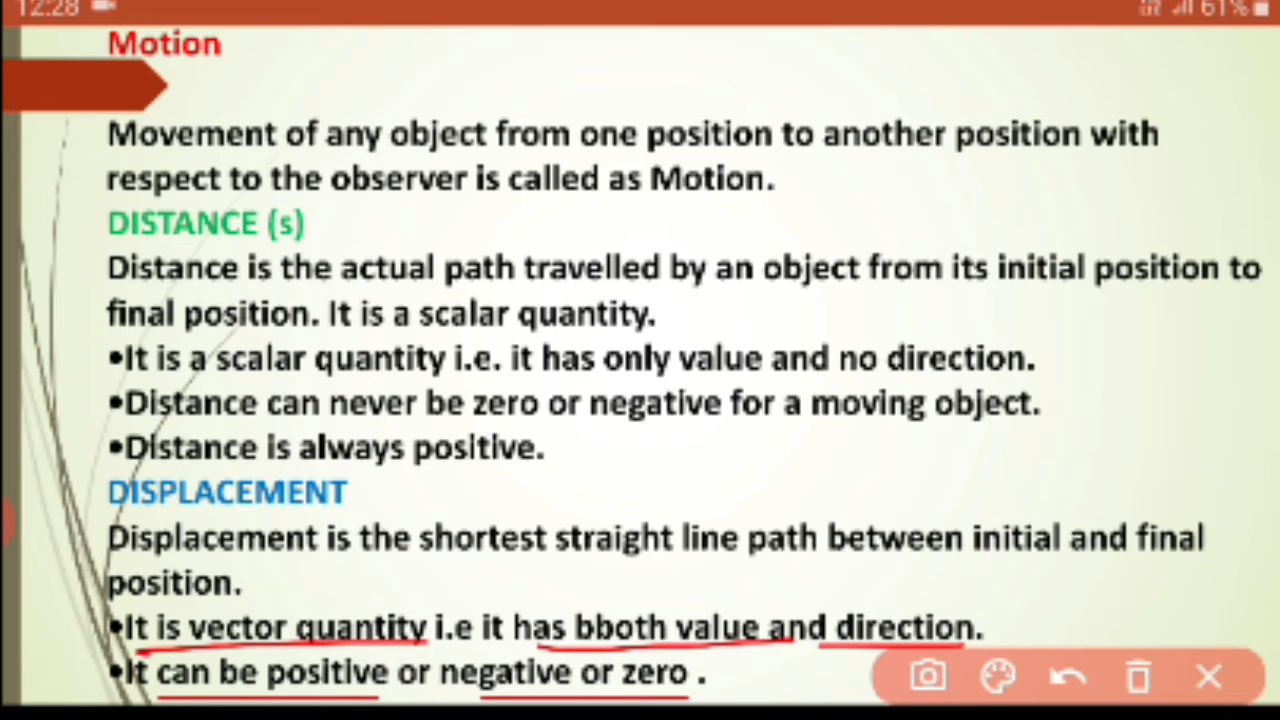 12:28 61%
Motion
Movement of any object from one position to another position with
respect to the observer is called as Motion.
DISTANCE (s)
Distance is the actual path travelled by an object from its initial position to
final position. It is a scalar quantity.
•It is a scalar quantity i.e. it has only value and no direction.
•Distance can never be zero or negative for a moving object.
•Distance is always positive.
DISPLACEMENT
Displacement is the shortest straight line path between initial and final
position.
•It is vector quantity i.e it has bboth value and direction.
•It can be positive or negative or zero .